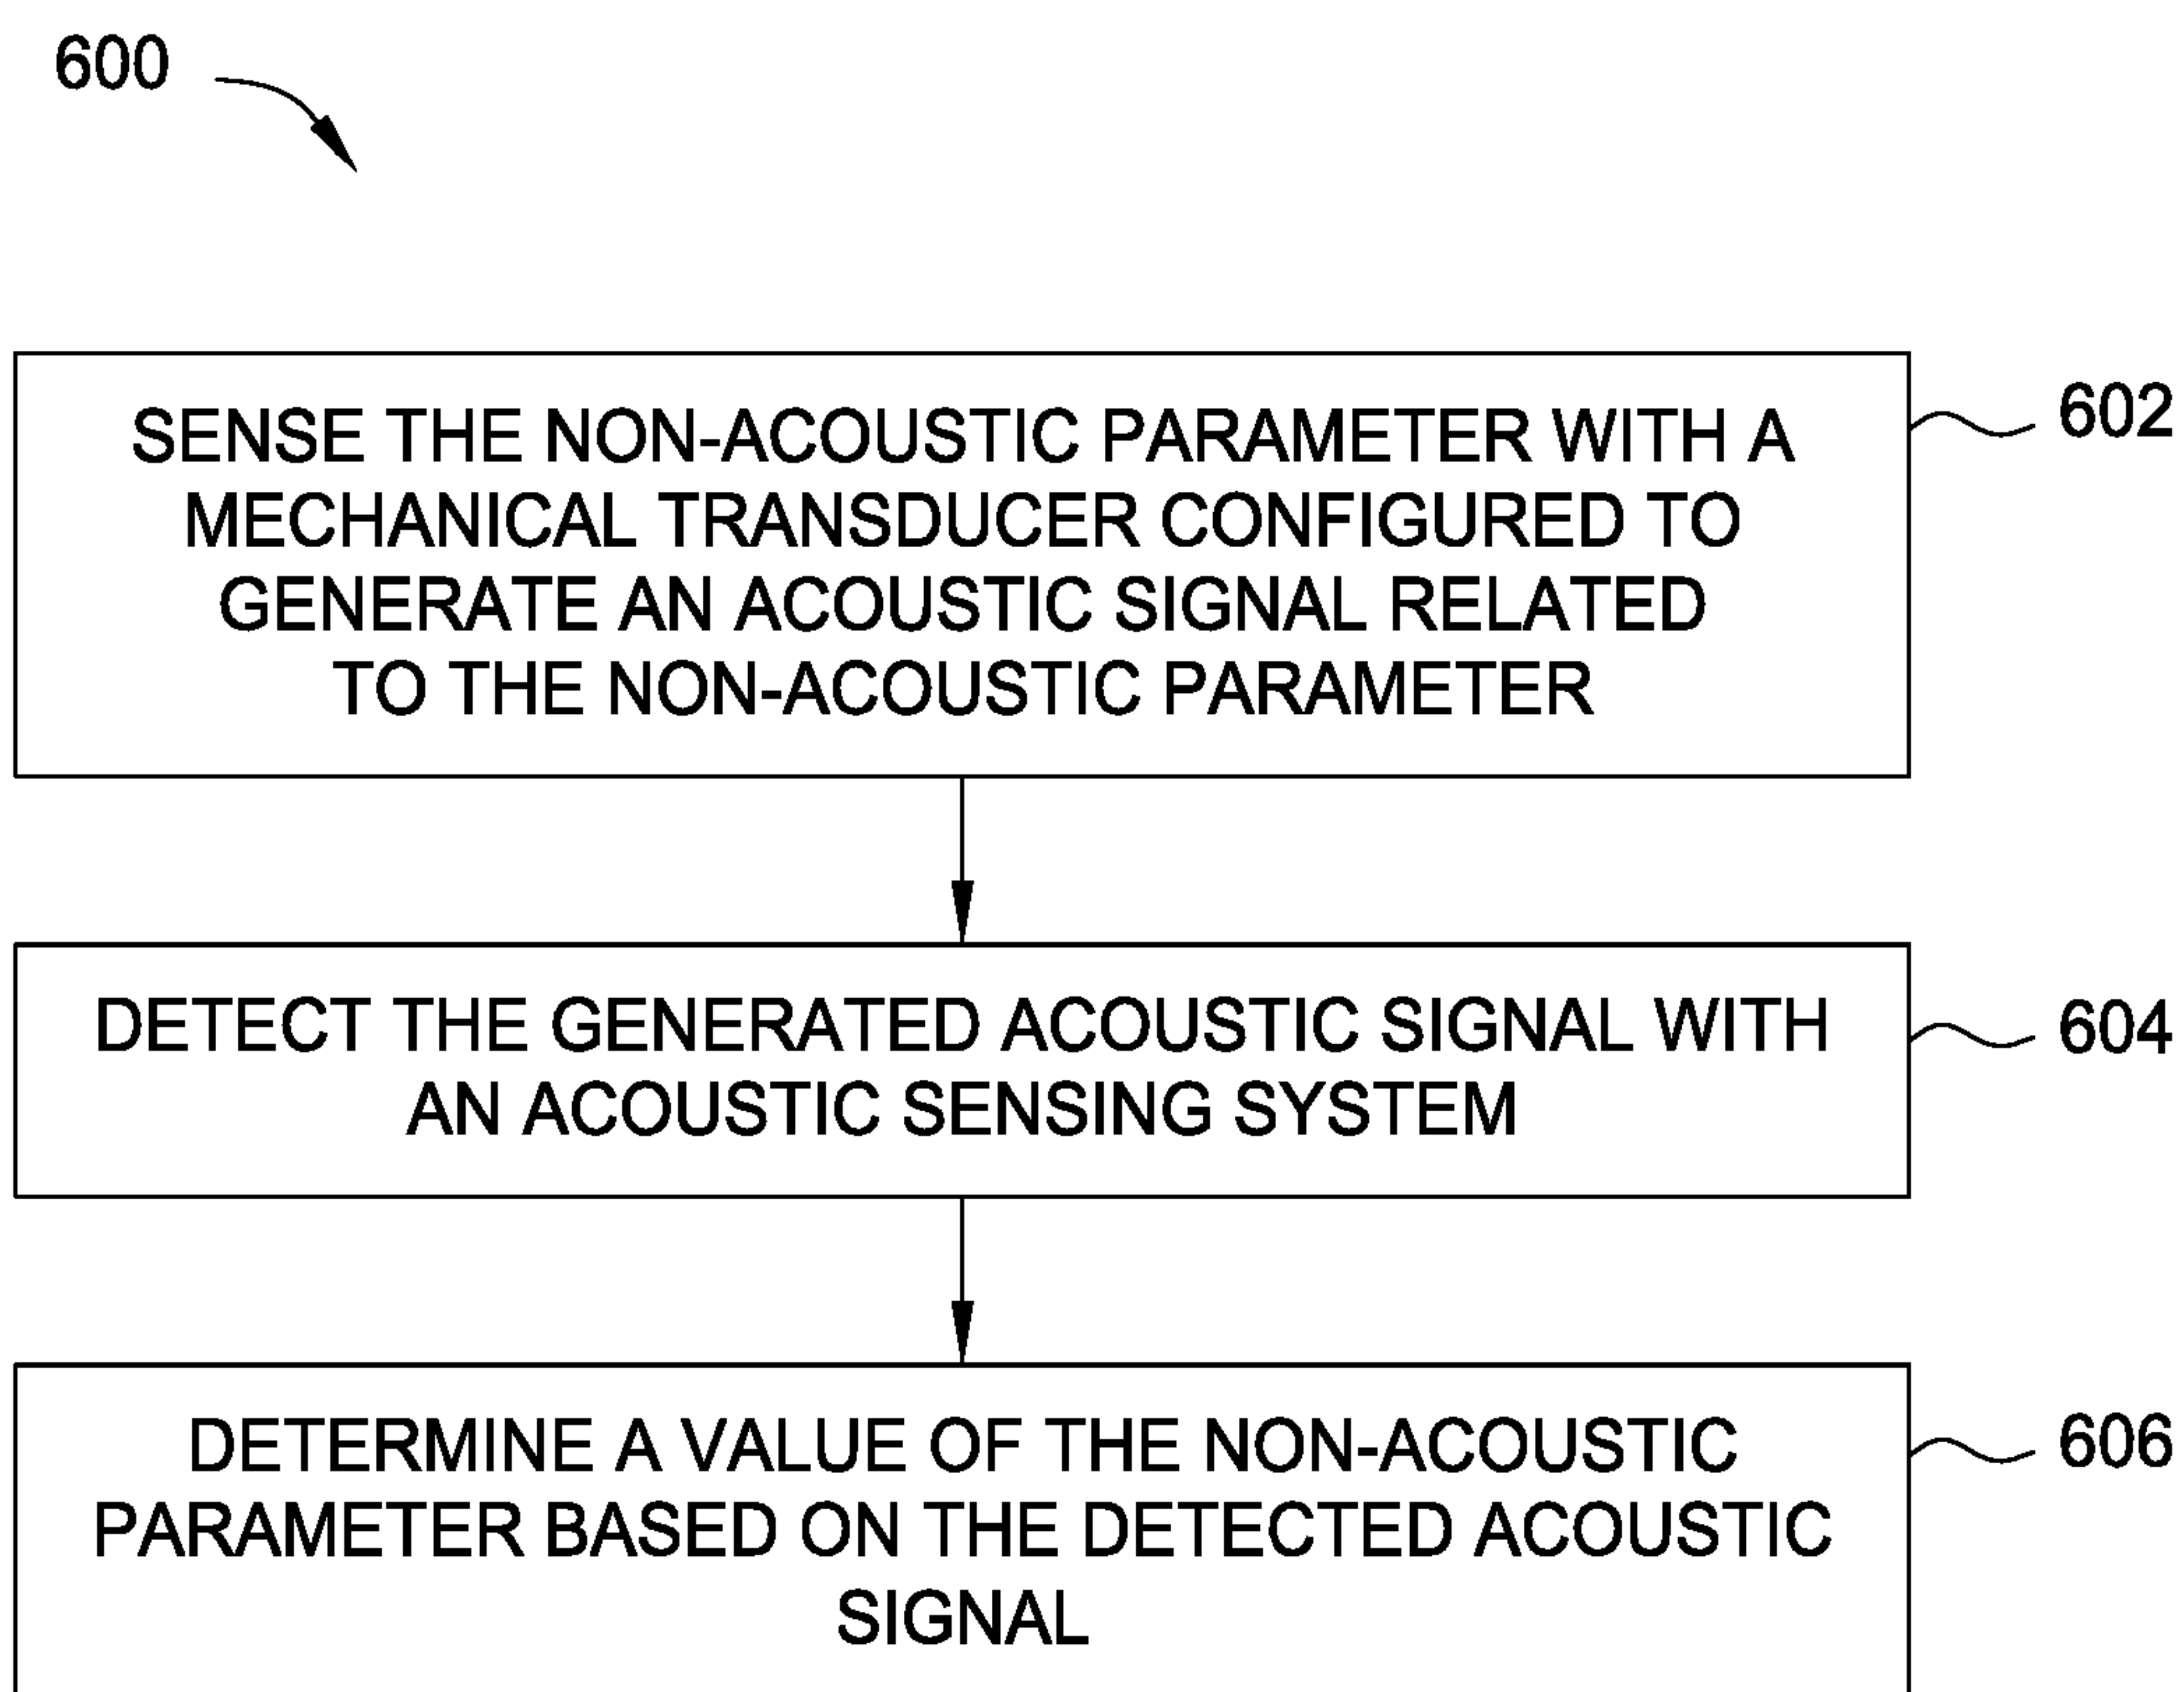 600
SENSE THE NON-ACOUSTIC PARAMETER WITH A
MECHANICAL TRANSDUCER CONFIGURED TO
GENERATE AN ACOUSTIC SIGNAL RELATED
TO THE NON-ACOUSTIC PARAMETER
602
DETECT THE GENERATED ACOUSTIC SIGNAL WITH
AN ACOUSTIC SENSING SYSTEM
604
DETERMINE A VALUE OF THE NON-ACOUSTIC
PARAMETER BASED ON THE DETECTED ACOUSTIC
SIGNAL
606